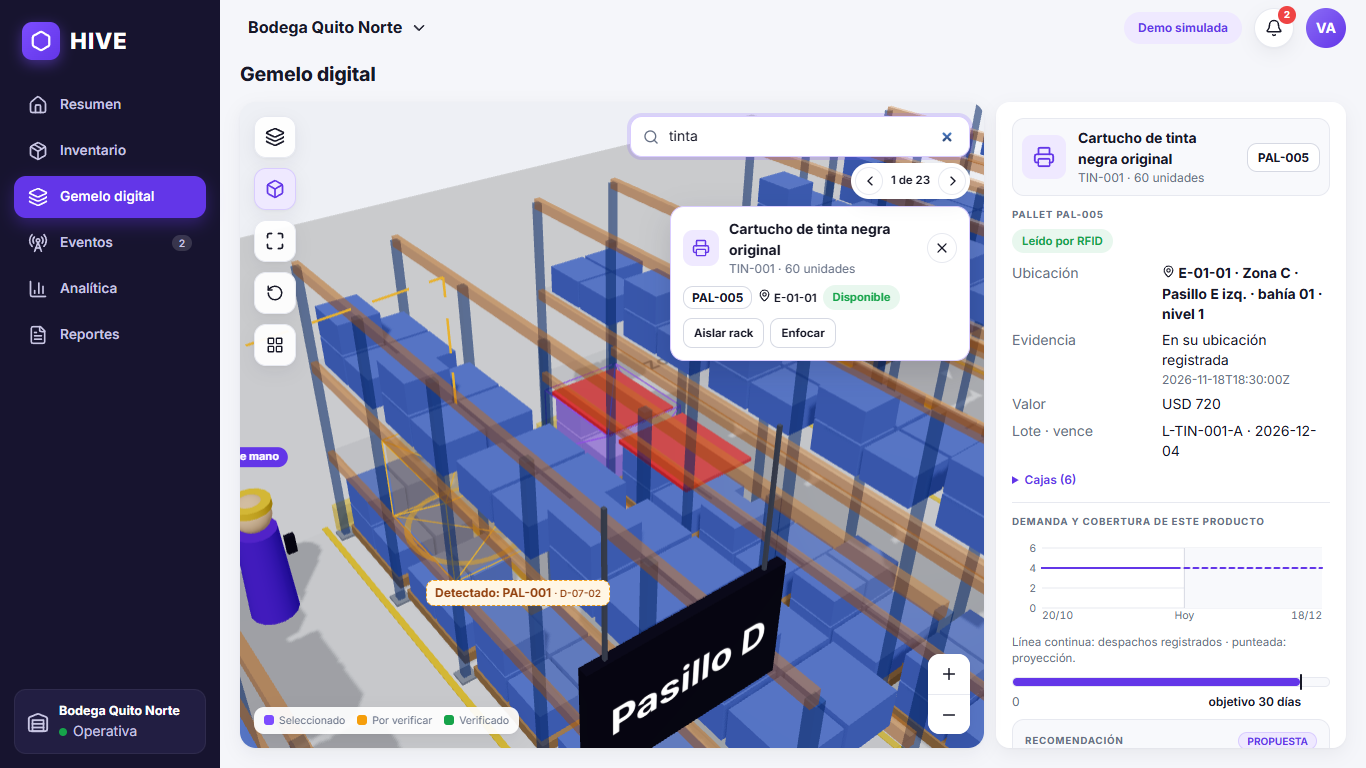 HIVE
Resumen
Inventario
Gemelo digital
Eventos
2
Analítica
Reportes
Bodega Quito Norte
Operativa
Bodega Quito Norte
Demo simulada
2
VA
Gemelo digital
tinta
1 de 23
Cartucho de tinta negra
original
TIN-001 · 60 unidades
PAL-005
E-01-01
Disponible
Aislar rack
Enfocar
e mano
Detectado: PAL-001 · D-07-02
Pasillo D
Seleccionado
Por verificar
Verificado
Cartucho de tinta
negra original
TIN-001 · 60 unidades
PAL-005
PALLET PAL-005
Leído por RFID
Ubicación
E-01-01 · Zona C ·
Pasillo E izq. · bahía 01 ·
nivel 1
Evidencia
En su ubicación
registrada
2026-11-18T18:30:00Z
Valor
USD 720
Lote · vence
L-TIN-001-A · 2026-12-
04
Cajas (6)
DEMANDA Y COBERTURA DE ESTE PRODUCTO
6
4
2
0
20/10
Hoy
18/12
Línea continua: despachos registrados · punteada:
proyección.
0
objetivo 30 días
RECOMENDACIÓN
PROPUESTA